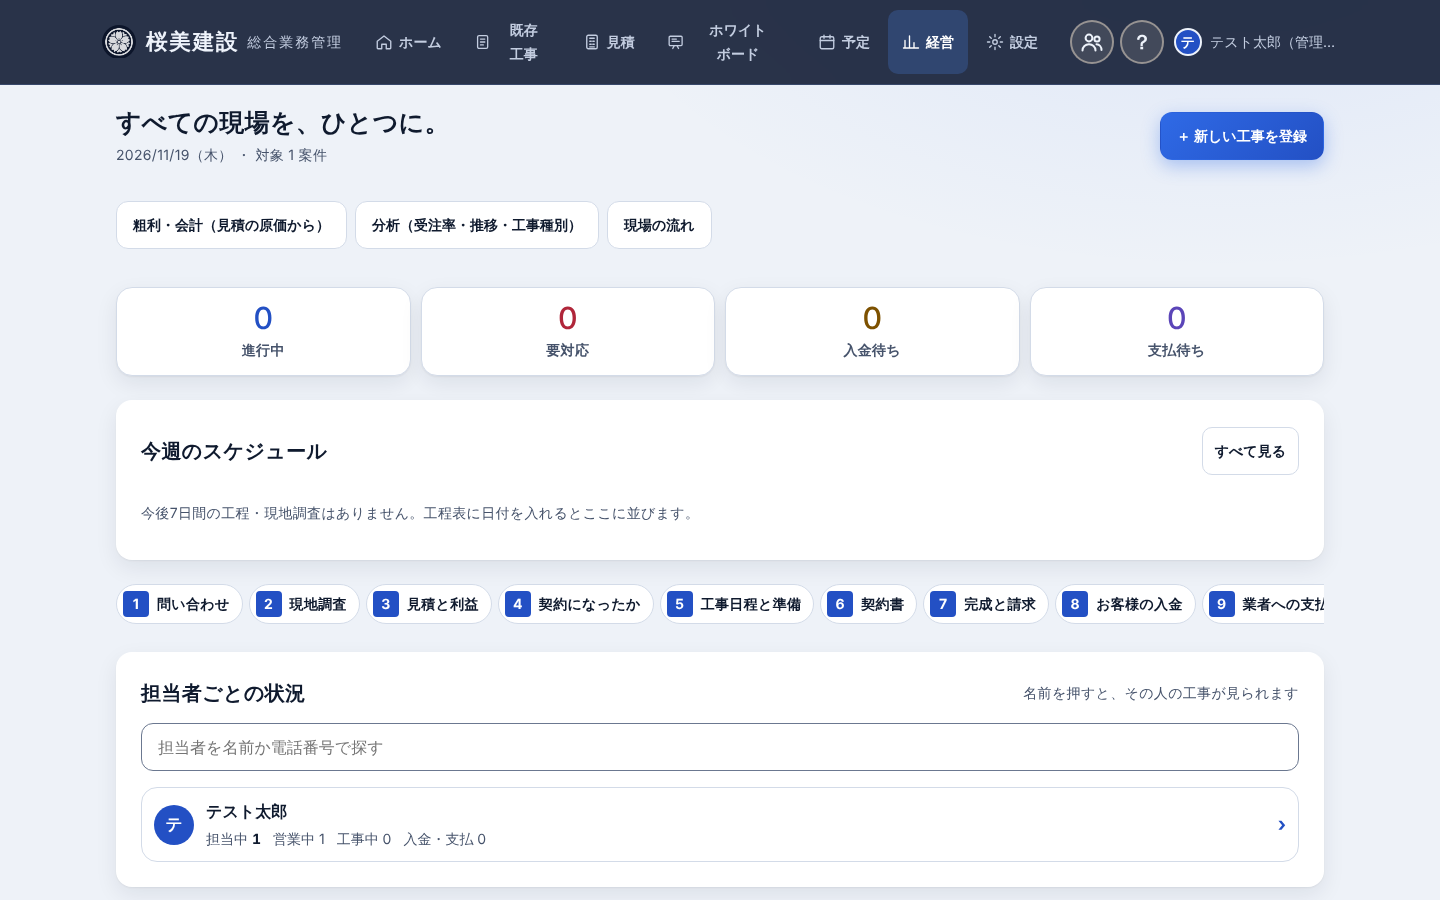 桜美建設 総合業務管理 ホーム 既存工事 見積 ホワイトボード 予定 経営 設定 ? テ テスト太郎（管理...
すべての現場を、ひとつに。
2026/11/19（木） ・ 対象 1 案件
+ 新しい工事を登録
粗利・会計（見積の原価から） 分析（受注率・推移・工事種別） 現場の流れ
0 0 0 0
進行中 要対応 入金待ち 支払待ち
今週のスケジュール すべて見る
今後7日間の工程・現地調査はありません。工程表に日付を入れるとここに並びます。
1 問い合わせ 2 現地調査 3 見積と利益 4 契約になったか 5 工事日程と準備 6 契約書 7 完成と請求 8 お客様の入金 9 業者への支払
担当者ごとの状況 名前を押すと、その人の工事が見られます
担当者を名前か電話番号で探す
テ テスト太郎
担当中 1 営業中 1 工事中 0 入金・支払 0 ›